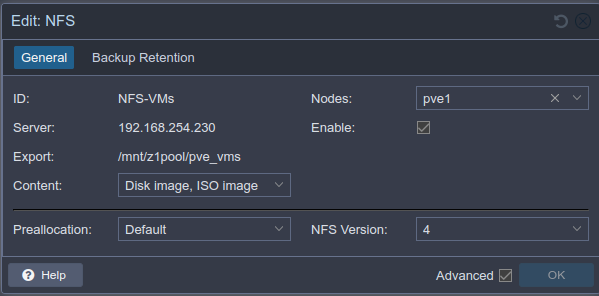 Edit: NFS
General Backup Retention
ID: NFS-VMs Nodes: pve1
Server: 192.168.254.230 Enable:
Export: /mnt/z1pool/pve_vms
Content: Disk image, ISO image
Preallocation: Default NFS Version: 4
Help Advanced OK